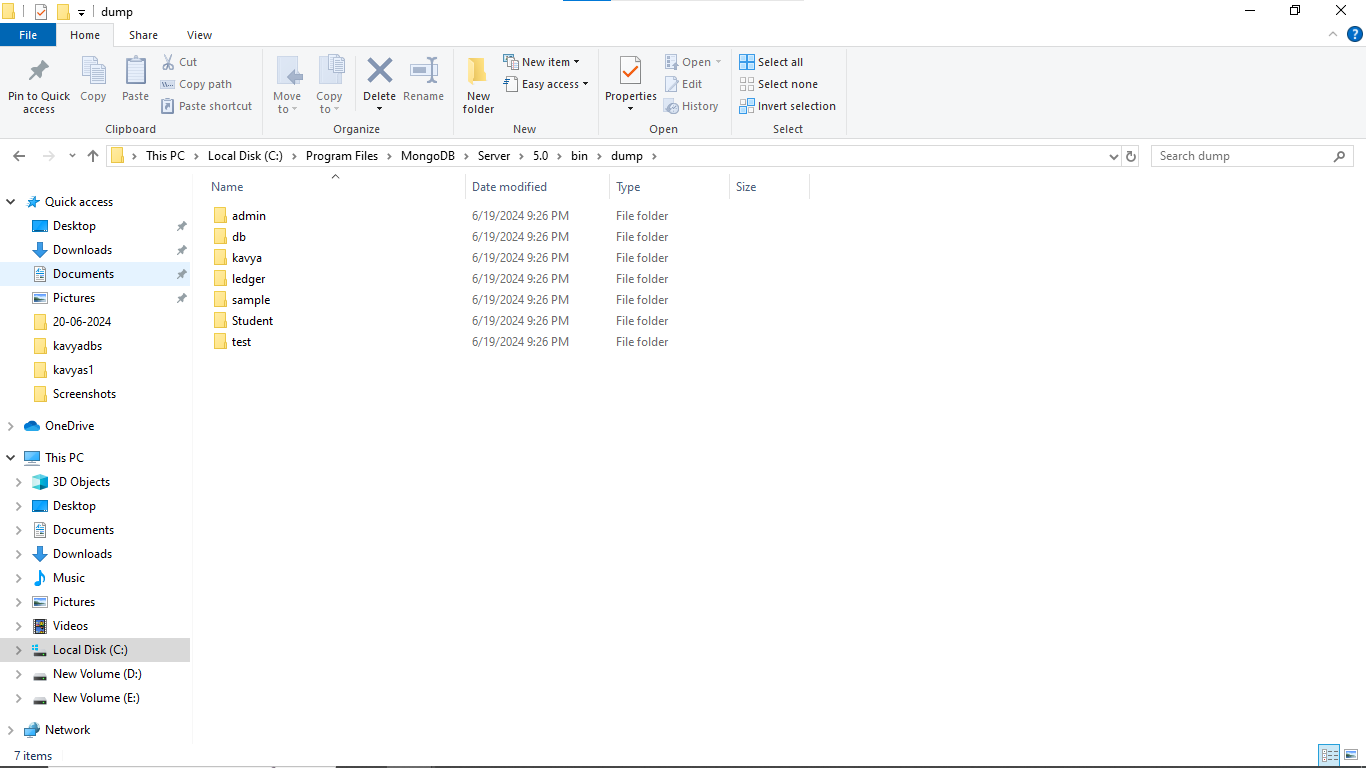 dump
File Home Share View
Pin to Quick access
Copy
Paste
Cut
Copy path
Paste shortcut
Clipboard
Move to
Copy to
Delete
Rename
Organize
New folder
New item
Easy access
New
Properties
Open
Edit
History
Open
Select all
Select none
Invert selection
Select
This PC > Local Disk (C:) > Program Files > MongoDB > Server > 5.0 > bin > dump >
Search dump
Quick access
Desktop
Downloads
Documents
Pictures
20-06-2024
kavyadbs
kavyas1
Screenshots
OneDrive
This PC
3D Objects
Desktop
Documents
Downloads
Music
Pictures
Videos
Local Disk (C:)
New Volume (D:)
New Volume (E:)
Network
Name Date modified Type Size
admin 6/19/2024 9:26 PM File folder
db 6/19/2024 9:26 PM File folder
kavya 6/19/2024 9:26 PM File folder
ledger 6/19/2024 9:26 PM File folder
sample 6/19/2024 9:26 PM File folder
Student 6/19/2024 9:26 PM File folder
test 6/19/2024 9:26 PM File folder
7 items